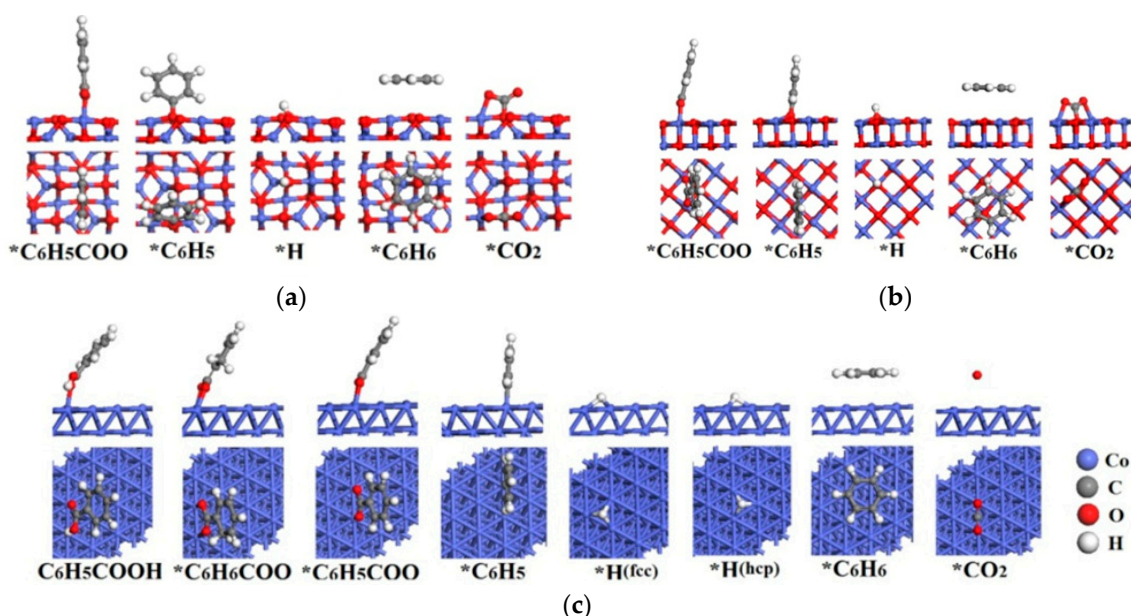 *C6H5COO *C6H5 *H *C6H6 *CO2
(a)
*C6H5COO *C6H5 *H *C6H6 *CO2
(b)
C6H5COOH *C6H6COO *C6H5COO *C6H5 *H(fcc) *H(hcp) *C6H6 *CO2
Co
C
O
H
(c)